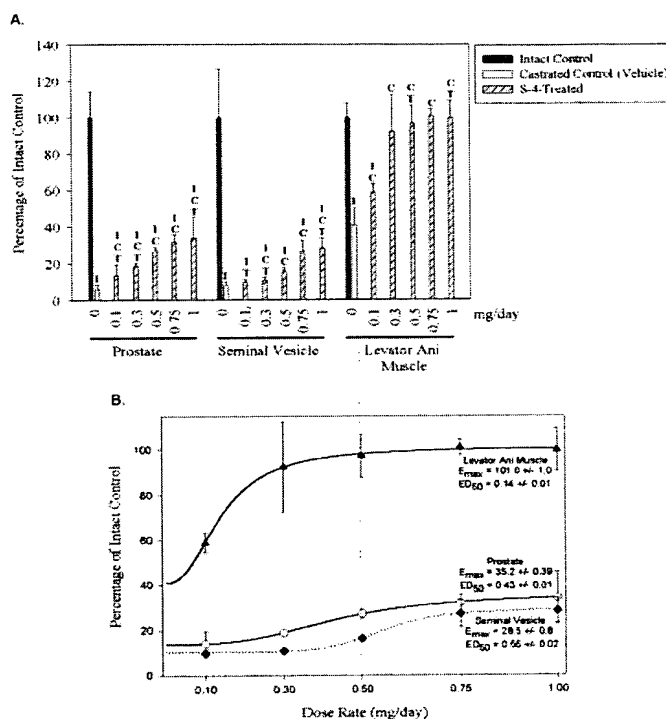 A.
140
120
100
80
60
40
20
0
Percentage of Intact Control
Intact Control
Castrated Control (Vehicle)
S-4-Treated
I
I C
I C
I C
I C
I C
I
I
I C
I C
I C
I C
I
I C
C
C
C
C
0 0.1 0.3 0.5 0.75 1
0 0.1 0.3 0.5 0.75 1
0 0.1 0.3 0.5 0.75 1
mg/day
Prostate
Seminal Vesicle
Levator Ani
Muscle
B.
100
80
60
40
20
0
Percentage of Intact Control
Levator Ani Muscle
Emax = 101.0 +/- 1.0
ED50 = 0.14 +/- 0.01
Prostate
Emax = 35.2 +/- 0.39
ED50 = 0.43 +/- 0.01
Seminal Vesicle
Emax = 28.5 +/- 0.8
ED50 = 0.55 +/- 0.02
0.10 0.30 0.50 0.75 1.00
Dose Rate (mg/day)